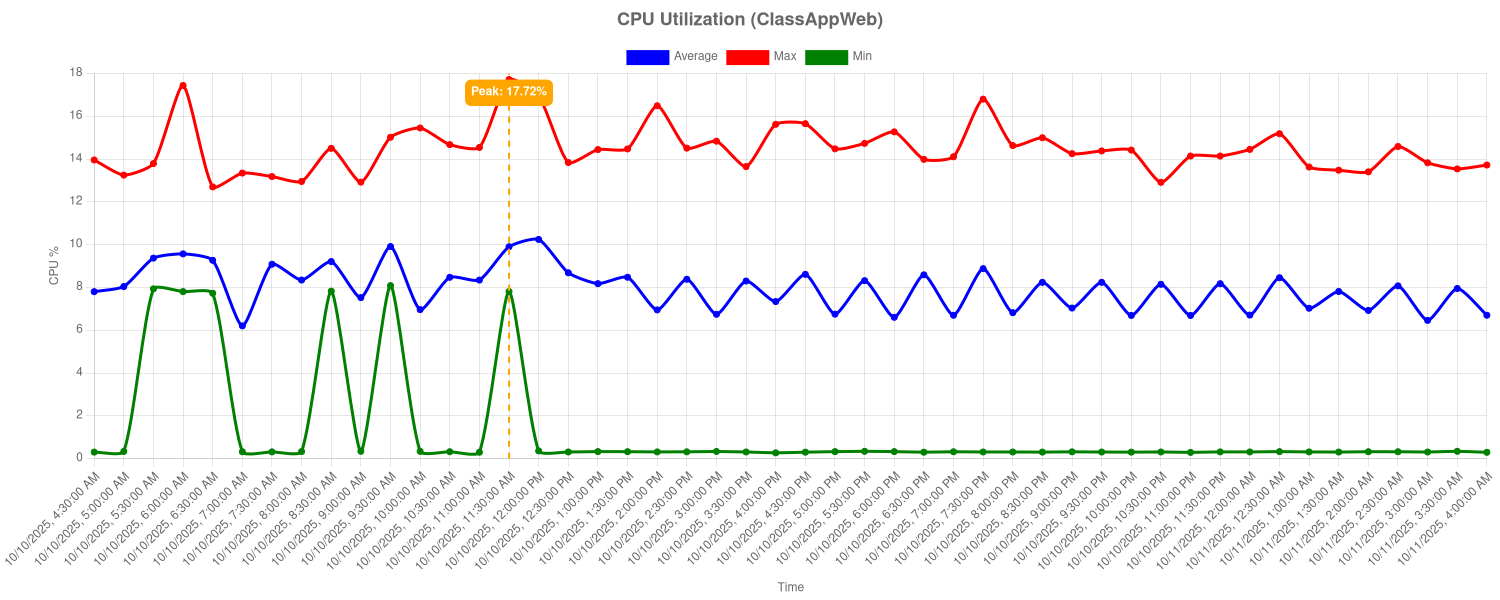 CPU Utilization (ClassAppWeb)
Average Max Min
Peak: 17.72%
CPU %
18
16
14
12
10
8
6
4
2
0
10/10/2025, 4:30:00 AM
10/10/2025, 5:00:00 AM
10/10/2025, 5:30:00 AM
10/10/2025, 6:00:00 AM
10/10/2025, 6:30:00 AM
10/10/2025, 7:00:00 AM
10/10/2025, 7:30:00 AM
10/10/2025, 8:00:00 AM
10/10/2025, 8:30:00 AM
10/10/2025, 9:00:00 AM
10/10/2025, 9:30:00 AM
10/10/2025, 10:00:00 AM
10/10/2025, 10:30:00 AM
10/10/2025, 11:00:00 AM
10/10/2025, 11:30:00 AM
10/10/2025, 12:00:00 PM
10/10/2025, 12:30:00 PM
10/10/2025, 1:00:00 PM
10/10/2025, 1:30:00 PM
10/10/2025, 2:00:00 PM
10/10/2025, 2:30:00 PM
10/10/2025, 3:00:00 PM
10/10/2025, 3:30:00 PM
10/10/2025, 4:00:00 PM
10/10/2025, 4:30:00 PM
10/10/2025, 5:00:00 PM
10/10/2025, 5:30:00 PM
10/10/2025, 6:00:00 PM
10/10/2025, 6:30:00 PM
10/10/2025, 7:00:00 PM
10/10/2025, 7:30:00 PM
10/10/2025, 8:00:00 PM
10/10/2025, 8:30:00 PM
10/10/2025, 9:00:00 PM
10/10/2025, 9:30:00 PM
10/10/2025, 10:00:00 PM
10/10/2025, 10:30:00 PM
10/10/2025, 11:00:00 PM
10/10/2025, 11:30:00 PM
10/11/2025, 12:00:00 AM
10/11/2025, 12:30:00 AM
10/11/2025, 1:00:00 AM
10/11/2025, 1:30:00 AM
10/11/2025, 2:00:00 AM
10/11/2025, 2:30:00 AM
10/11/2025, 3:00:00 AM
10/11/2025, 3:30:00 AM
10/11/2025, 4:00:00 AM
Time